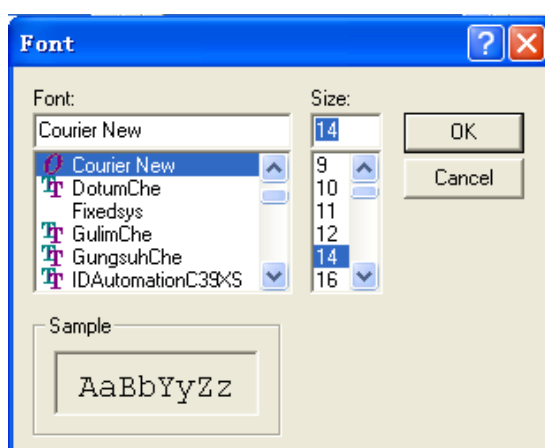 Font
Font:
Size:
Courier New
14
OK
Courier New
DotumChe
Fixedsys
GulimChe
GungsuhChe
IDAutomationC39XS
9
10
11
12
14
16
Cancel
Sample
AaBbYyZz